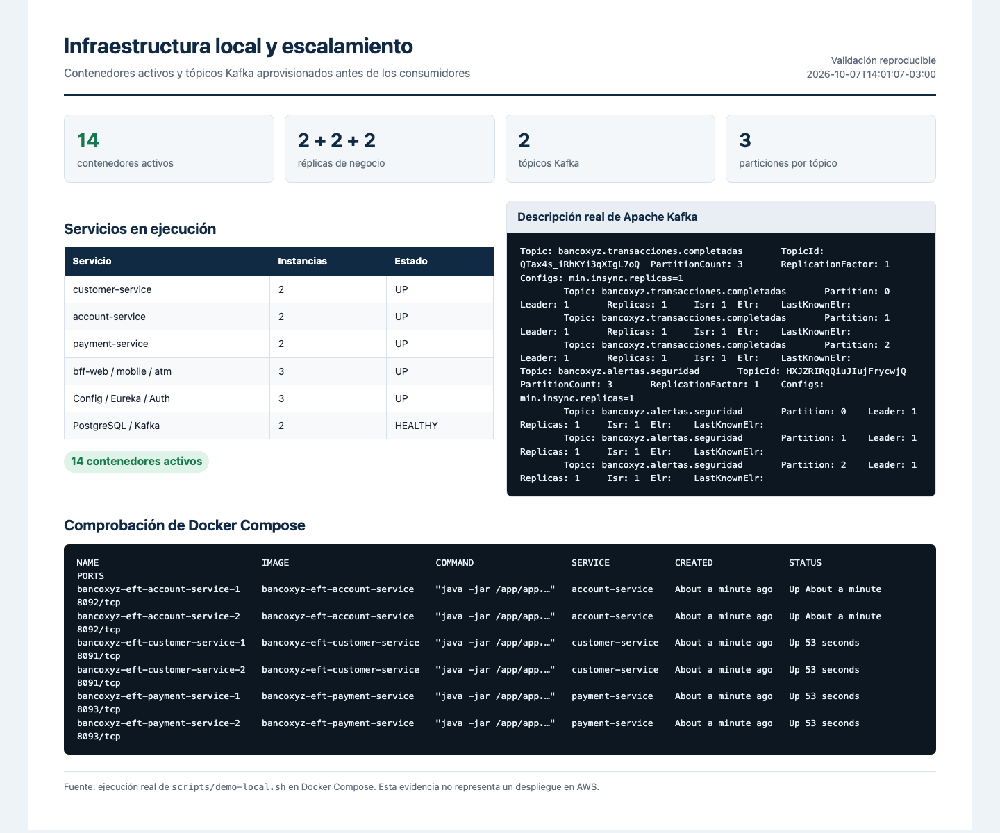 Infraestructura local y escalamiento
Contenedores activos y tópicos Kafka aprovisionados antes de los consumidores
Validación reproducible
2026-10-07T14:01:07-03:00
14
contenedores activos
2 + 2 + 2
réplicas de negocio
2
tópicos Kafka
3
particiones por tópico
Servicios en ejecución
Servicio Instancias Estado
customer-service 2 UP
account-service 2 UP
payment-service 2 UP
bff-web / mobile / atm 3 UP
Config / Eureka / Auth 3 UP
PostgreSQL / Kafka 2 HEALTHY
14 contenedores activos
Descripción real de Apache Kafka
Topic: bancoxyz.transacciones.completadas TopicId:
QTax4s_iRhKYi3qXIgL7oQ PartitionCount: 3 ReplicationFactor: 1
Configs: min.insync.replicas=1
Topic: bancoxyz.transacciones.completadas Partition: 0
Leader: 1 Replicas: 1 Isr: 1 Elr: LastKnownElr:
Topic: bancoxyz.transacciones.completadas Partition: 1
Leader: 1 Replicas: 1 Isr: 1 Elr: LastKnownElr:
Topic: bancoxyz.transacciones.completadas Partition: 2
Leader: 1 Replicas: 1 Isr: 1 Elr: LastKnownElr:
Topic: bancoxyz.alertas.seguridad TopicId: HXJZRIRqQiuJIujFrycwjQ
PartitionCount: 3 ReplicationFactor: 1 Configs:
min.insync.replicas=1
Topic: bancoxyz.alertas.seguridad Partition: 0 Leader: 1
Replicas: 1 Isr: 1 Elr: LastKnownElr:
Topic: bancoxyz.alertas.seguridad Partition: 1 Leader: 1
Replicas: 1 Isr: 1 Elr: LastKnownElr:
Topic: bancoxyz.alertas.seguridad Partition: 2 Leader: 1
Replicas: 1 Isr: 1 Elr: LastKnownElr:
Comprobación de Docker Compose
NAME IMAGE COMMAND SERVICE CREATED STATUS
PORTS
bancoxyz-eft-account-service-1 bancoxyz-eft-account-service "java -jar /app/app.…" account-service About a minute ago Up About a minute
8092/tcp
bancoxyz-eft-account-service-2 bancoxyz-eft-account-service "java -jar /app/app.…" account-service About a minute ago Up About a minute
8092/tcp
bancoxyz-eft-customer-service-1 bancoxyz-eft-customer-service "java -jar /app/app.…" customer-service About a minute ago Up 53 seconds
8091/tcp
bancoxyz-eft-customer-service-2 bancoxyz-eft-customer-service "java -jar /app/app.…" customer-service About a minute ago Up 53 seconds
8091/tcp
bancoxyz-eft-payment-service-1 bancoxyz-eft-payment-service "java -jar /app/app.…" payment-service About a minute ago Up 53 seconds
8093/tcp
bancoxyz-eft-payment-service-2 bancoxyz-eft-payment-service "java -jar /app/app.…" payment-service About a minute ago Up 53 seconds
8093/tcp
Fuente: ejecución real de scripts/demo-local.sh en Docker Compose. Esta evidencia no representa un despliegue en AWS.